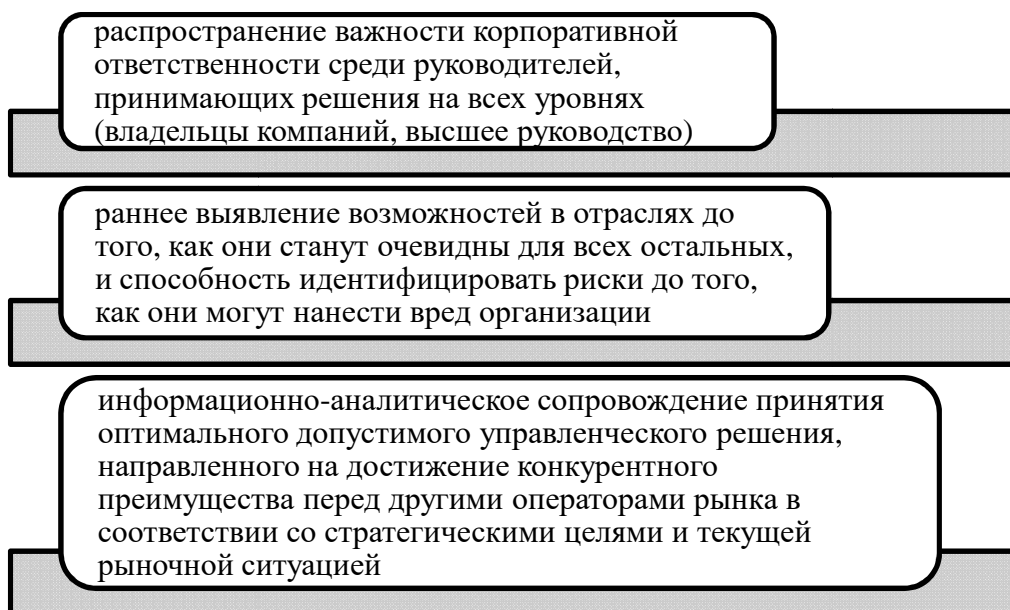 распространение важности корпоративной
ответственности среди руководителей,
принимающих решения на всех уровнях
(владельцы компаний, высшее руководство)
раннее выявление возможностей в отраслях до
того, как они станут очевидны для всех остальных,
и способность идентифицировать риски до того,
как они могут нанести вред организации
информационно-аналитическое сопровождение принятия
оптимального допустимого управленческого решения,
направленного на достижение конкурентного
преимущества перед другими операторами рынка в
соответствии со стратегическими целями и текущей
рыночной ситуацией